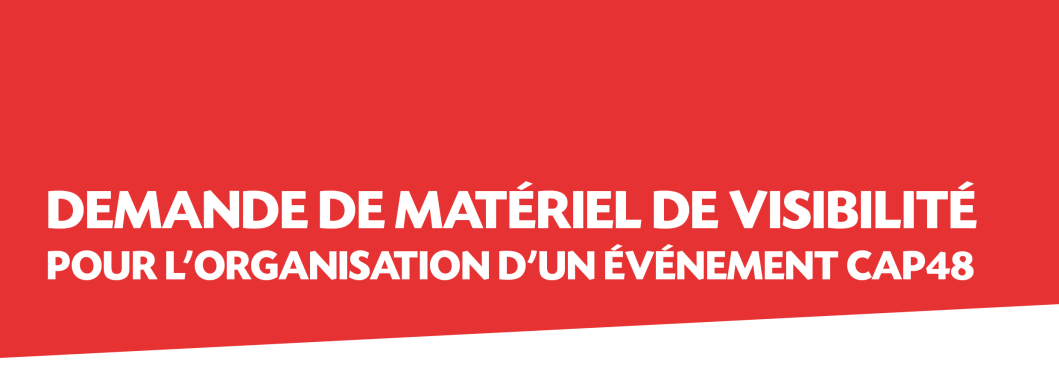 DEMANDE DE MATÉRIEL DE VISIBILITÉ
POUR L’ORGANISATION D’UN ÉVÉNEMENT CAP48